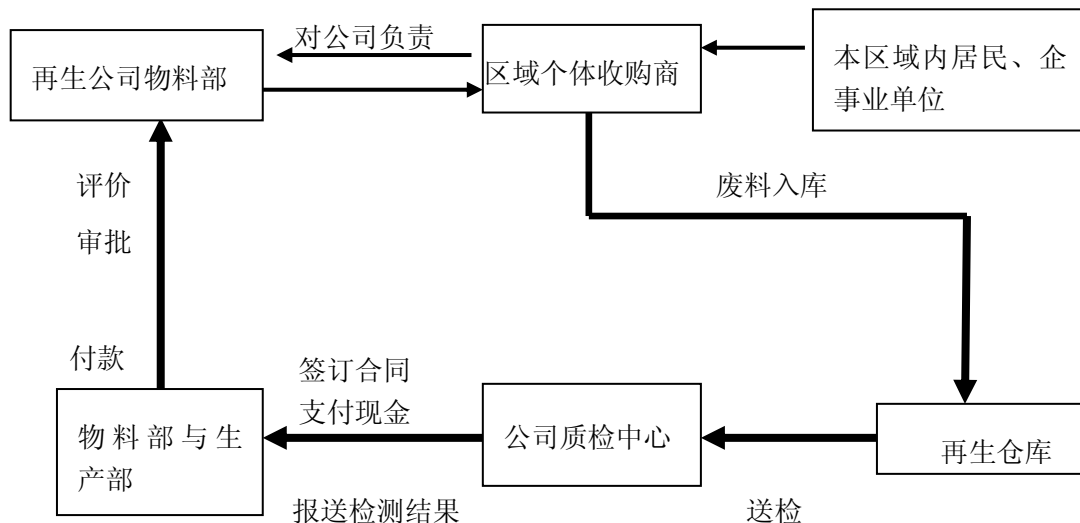 对公司负责
再生公司物料部
区域个体收购商
本区域内居民、企
事业单位
评价
审批
废料入库
付款
签订合同
支付现金
物料部与生
产部
公司质检中心
再生仓库
报送检测结果
送检